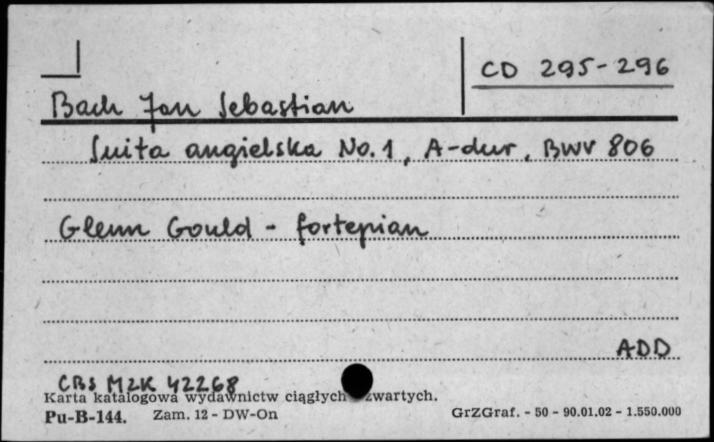 CD 295-296
Bach Jan Sebastian
Suita angielska No. 1, A-dur, BWV 806
Glenn Gould - fortepian
ADD
CBS M2K 42268
Karta katalogowa wydawnictw ciągłych zwartych.
Pu-B-144. Zam. 12 - DW-On GrZGraf. - 50 - 90.01.02 - 1.550.000